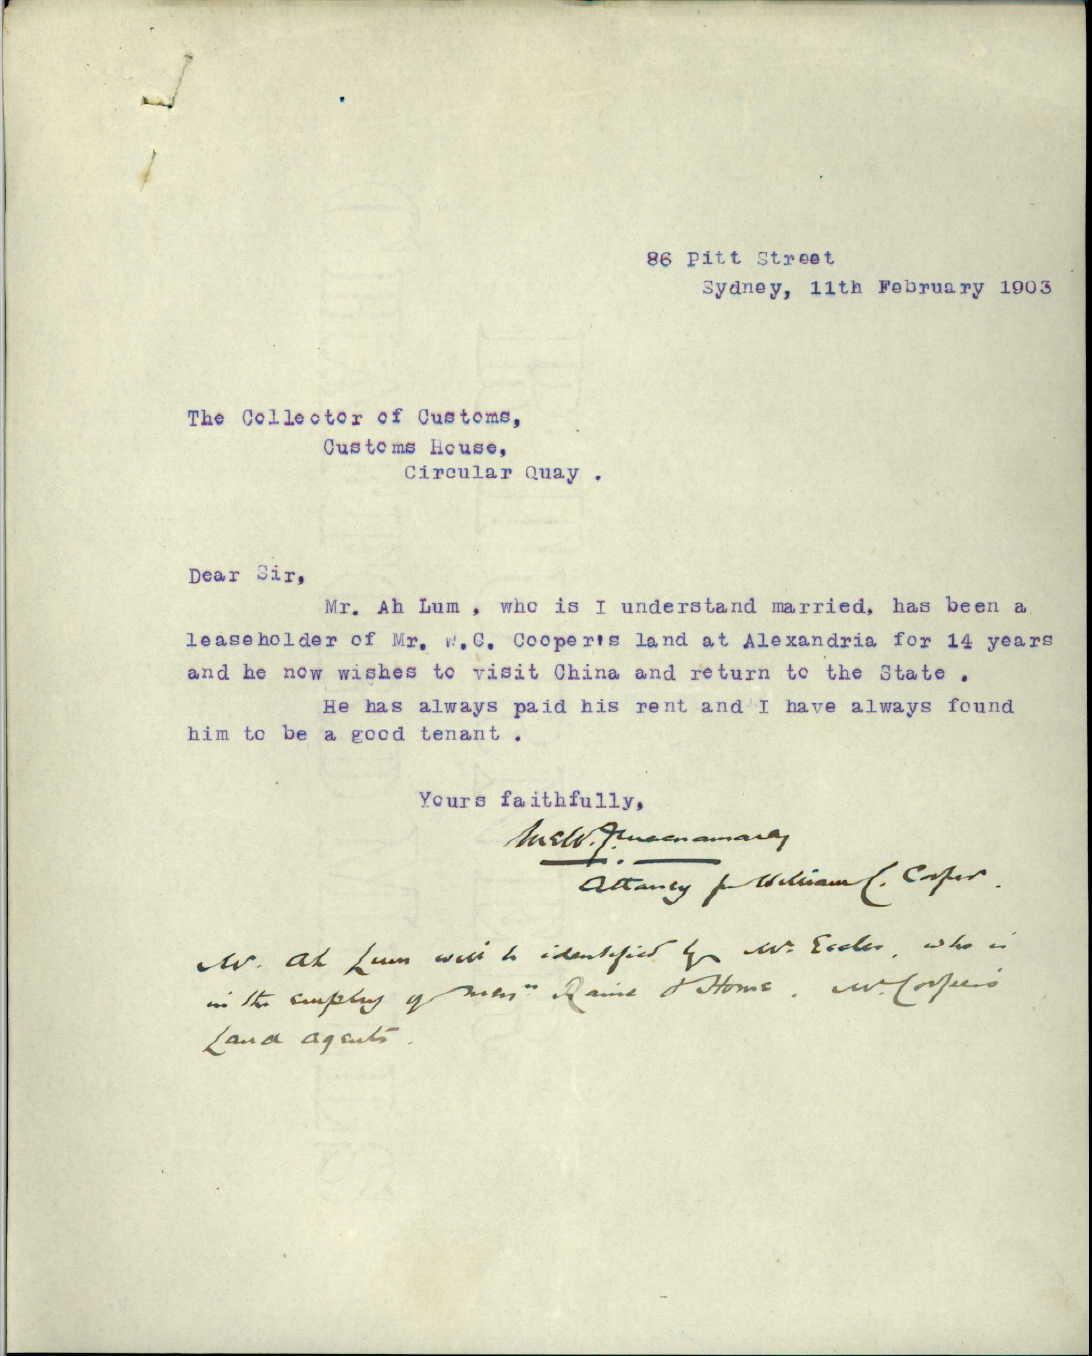 86 Pitt Street
Sydney, 11th February 1903
The Collector of Customs,
Customs House,
Circular Quay .
Dear Sir,
Mr. Ah Lum , who is I understand married, has been a
leaseholder of Mr. W.C. Cooper's land at Alexandria for 14 years
and he now wishes to visit China and return to the State .
He has always paid his rent and I have always found
him to be a good tenant .
Yours faithfully,
Attorney for William C. Cooper .
Mr. Ah Lum will be identified by Mr. Eccles , who is
in the employ of Messrs Raine & Horne . Mr. Cooper's
Land Agents .